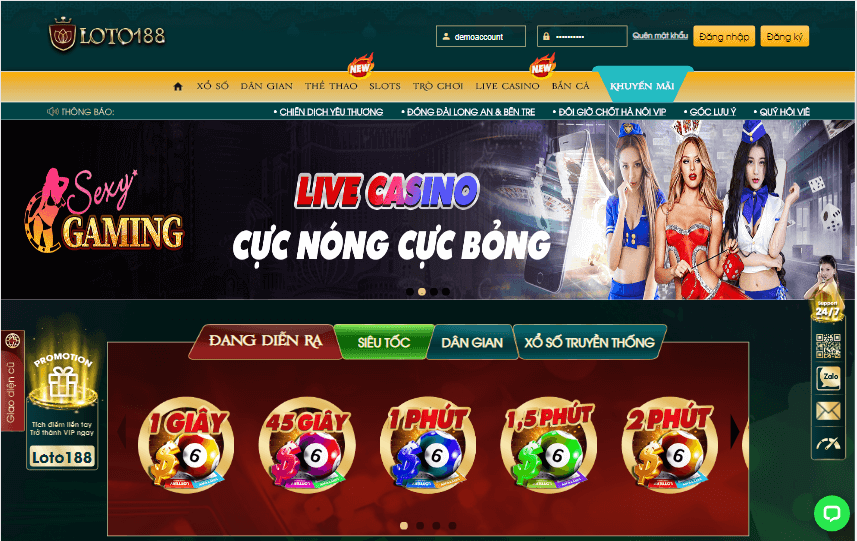 LOTO188
demoaccount
Quên mật khẩu
Đăng nhập
Đăng ký
NEW
NEW
XỔ SỐ DÂN GIAN THỂ THAO SLOTS TRÒ CHƠI LIVE CASINO BẮN CÁ KHUYẾN MÃI
THÔNG BÁO:
• CHIẾN DỊCH YÊU THƯƠNG • ĐỒNG ĐÀI LONG AN & BẾN TRE • ĐỔI GIỜ CHỐT HÀ NỘI VIP • GÓC LƯU Ý • QUỸ HỘI VIÊ
Sexy
GAMING
LIVE CASINO
CỰC NÓNG CỰC BỎNG
support
24/7
Zalo
Giao diện cũ
PROMOTION
Tích điểm liền tay
Trở thành VIP ngay
Loto188
ĐANG DIỄN RA SIÊU TỐC DÂN GIAN XỔ SỐ TRUYỀN THỐNG
1 GIÂY 45 GIÂY 1 PHÚT 1,5 PHÚT 2 PHÚT
6 6 6 6 6